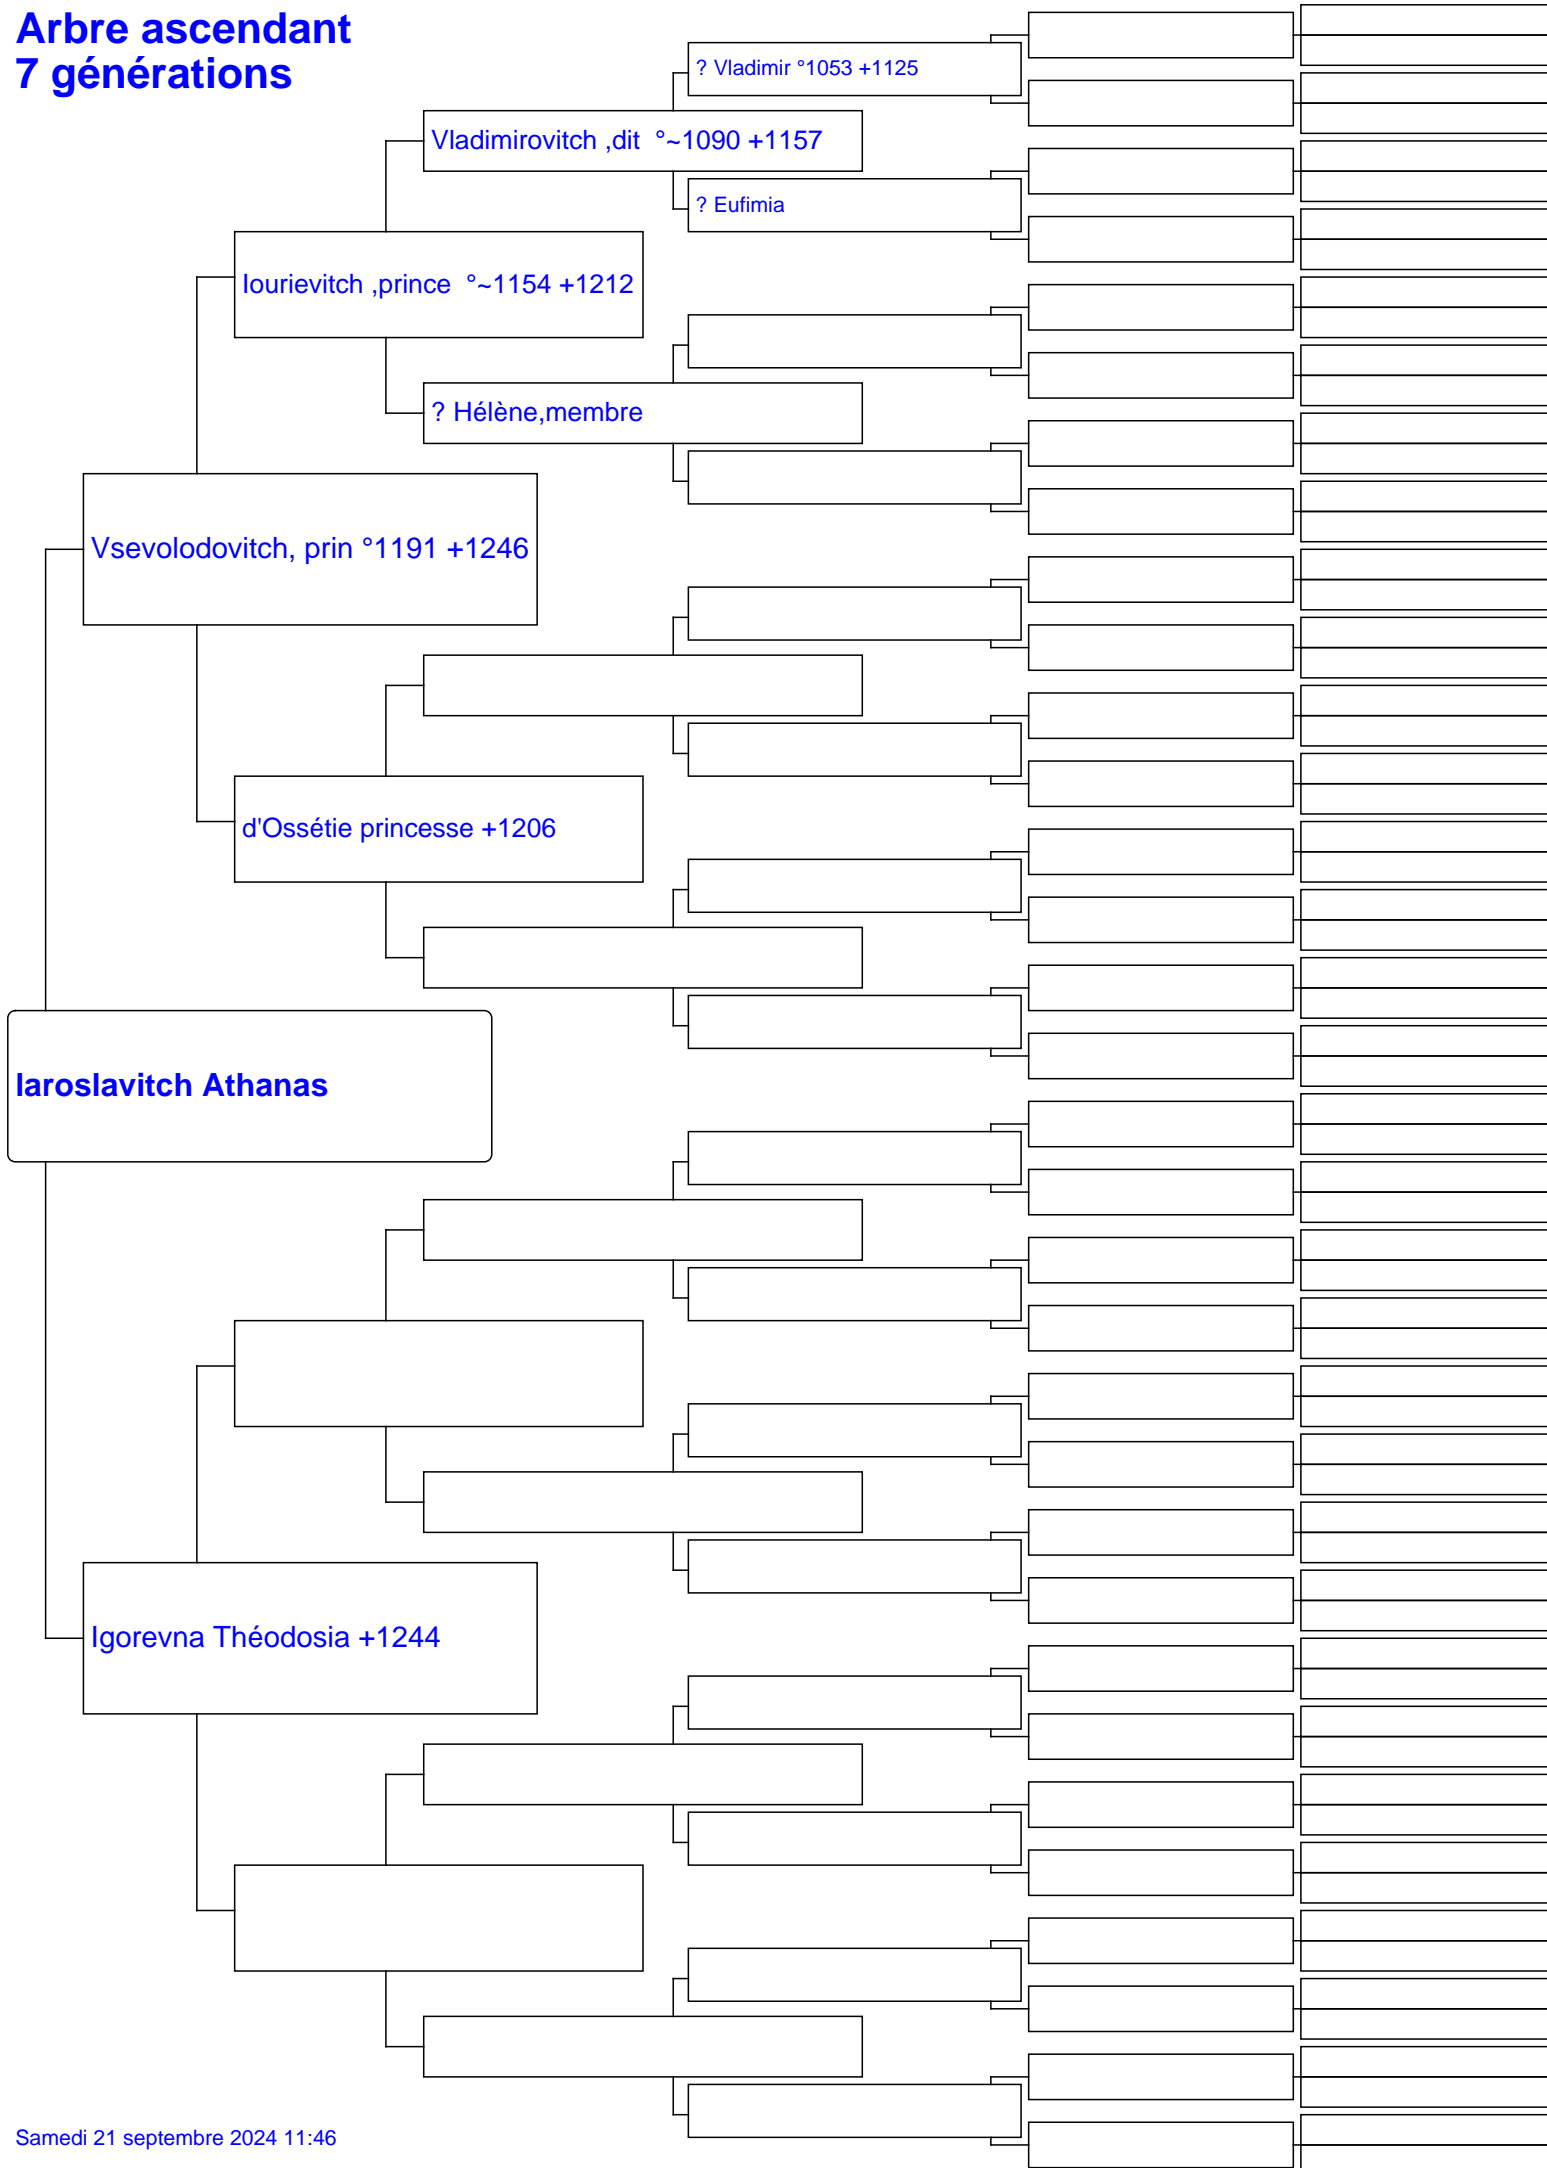 Arbre ascendant
7 générations
? Vladimir °1053 +1125
Vladimirovitch ,dit  °~1090 +1157
? Eufimia
Iourievitch ,prince  °~1154 +1212
? Hélène,membre
Vsevolodovitch, prin °1191 +1246
d'Ossétie princesse +1206
Iaroslavitch Athanas
Igorevna Théodosia +1244
Samedi 21 septembre 2024 11:46